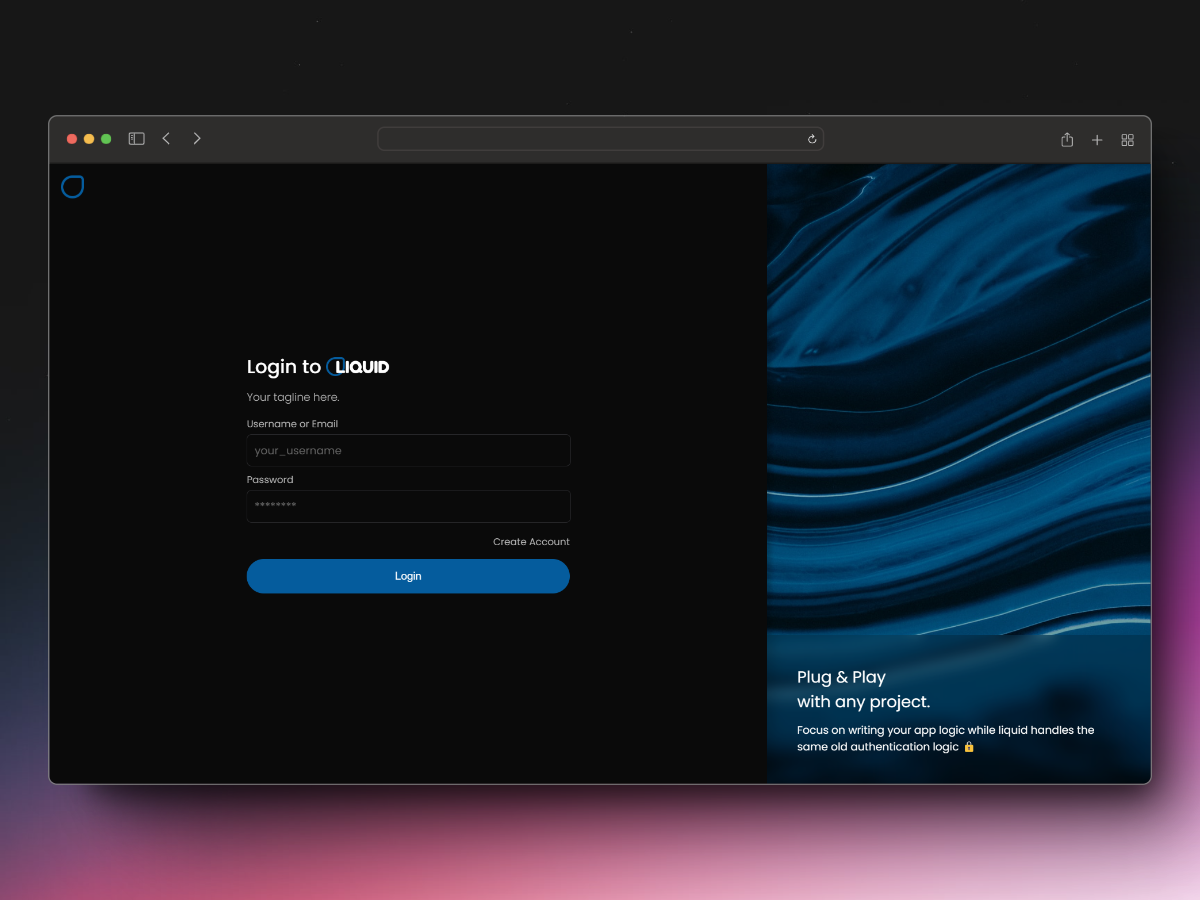 Login to LIQUID
Your tagline here.
Username or Email
your_username
Password
********
Create Account
Login
Plug & Play
with any project.
Focus on writing your app logic while liquid handles the
same old authentication logic 🔒